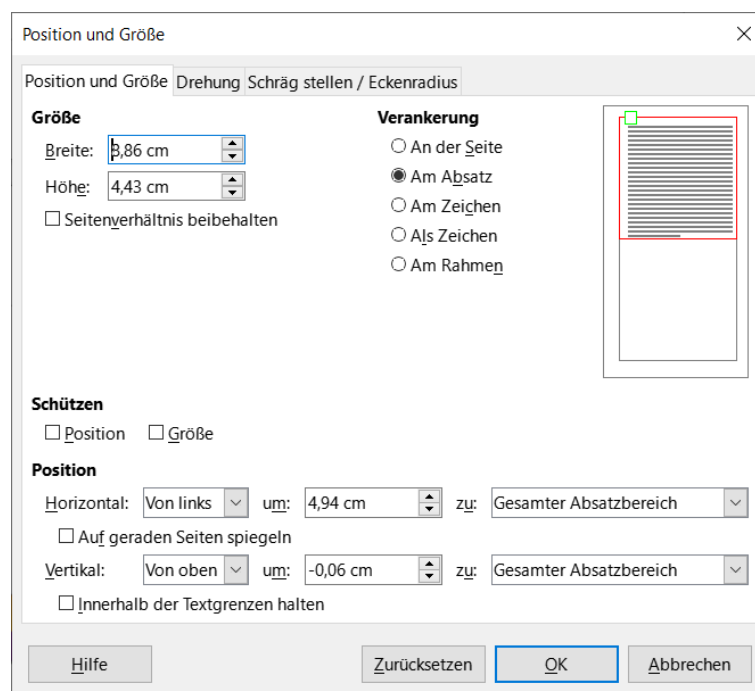 Position und Größe
Position und Größe Drehung Schräg stellen / Eckenradius
Größe
Breite: 3,86 cm
Höhe: 4,43 cm
Seitenverhältnis beibehalten
Verankerung
An der Seite
Am Absatz
Am Zeichen
Als Zeichen
Am Rahmen
Schützen
Position Größe
Position
Horizontal: Von links um: 4,94 cm zu: Gesamter Absatzbereich
Auf geraden Seiten spiegeln
Vertikal: Von oben um: -0,06 cm zu: Gesamter Absatzbereich
Innerhalb der Textgrenzen halten
Hilfe Zurücksetzen OK Abbrechen